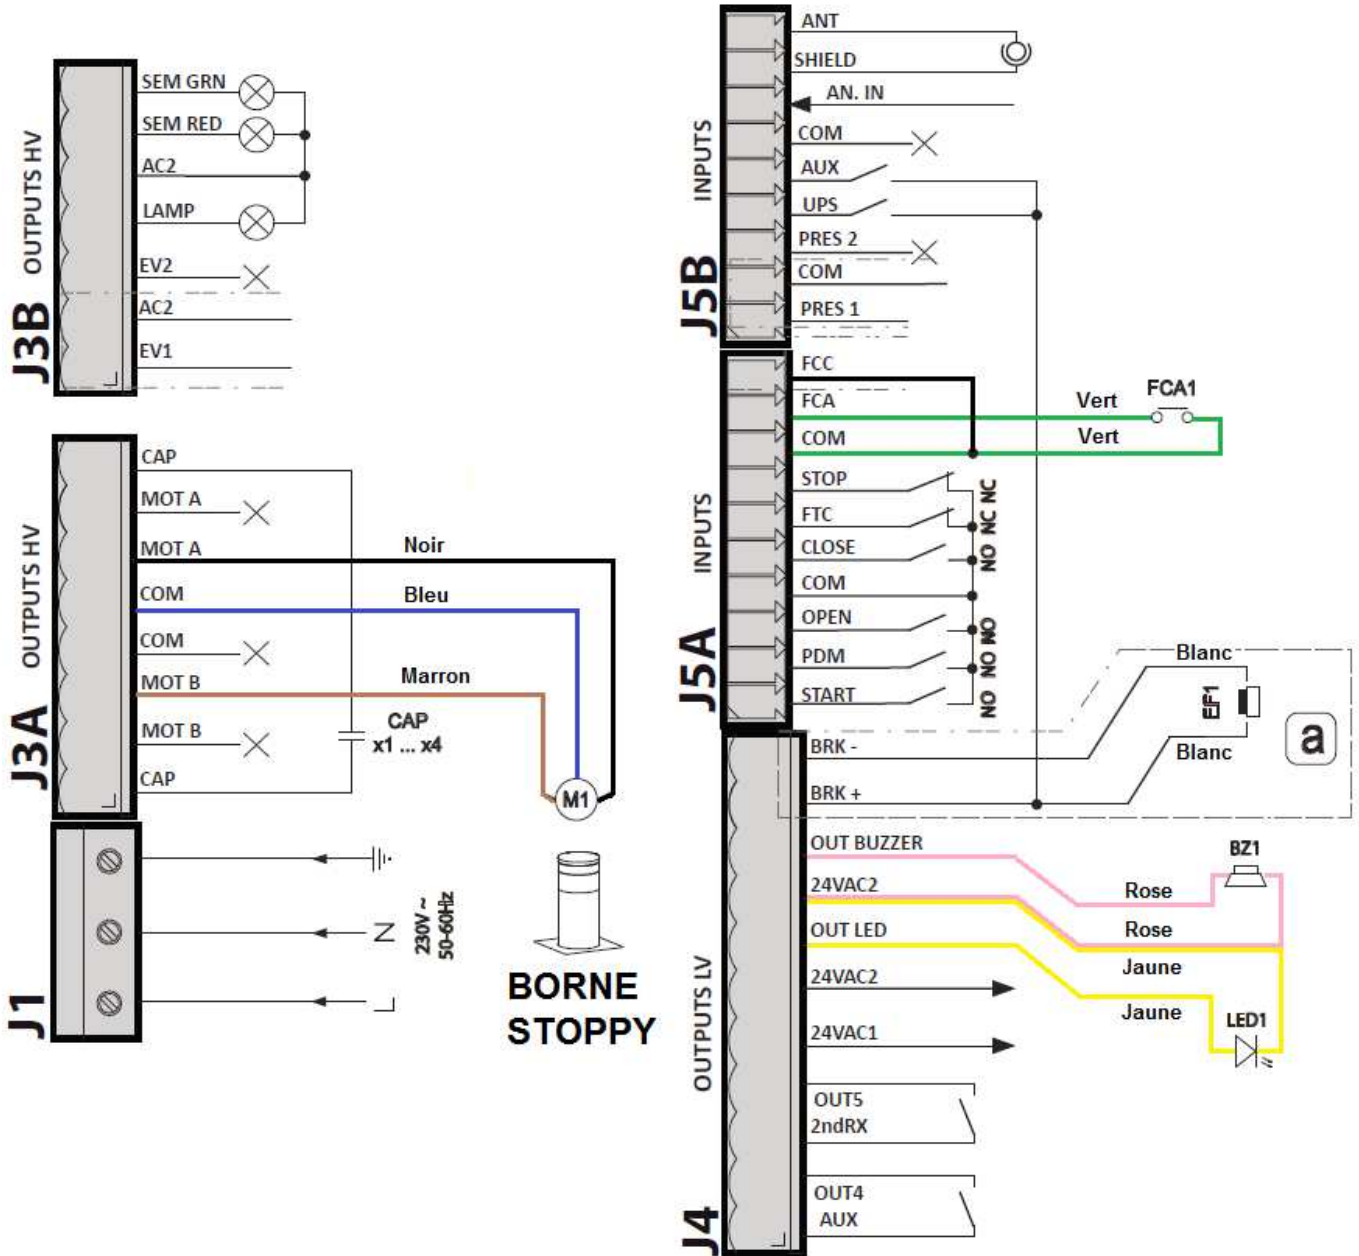 J3B
OUTPUTS HV
SEM GRN
SEM RED
AC2
LAMP
EV2
AC2
EV1
J3A
OUTPUTS HV
CAP
MOT A
MOT A
Noir
COM
Bleu
COM
MOT B
Marron
MOT B
CAP
x1 ... x4
CAP
M1
J1
N
L
230V ~
50-60Hz
BORNE
STOPPY
J5B
INPUTS
ANT
SHIELD
AN. IN
COM
AUX
UPS
PRES 2
COM
PRES 1
J5A
INPUTS
FCC
FCA
Vert
FCA1
COM
Vert
STOP
NC
FTC
NC
CLOSE
NO
COM
OPEN
NO
PDM
NO
START
NO
J4
OUTPUTS LV
BRK -
Blanc
EF1
a
Blanc
BRK +
OUT BUZZER
BZ1
24VAC2
Rose
OUT LED
Rose
Jaune
24VAC2
Jaune
LED1
24VAC1
OUT5
2ndRX
OUT4
AUX